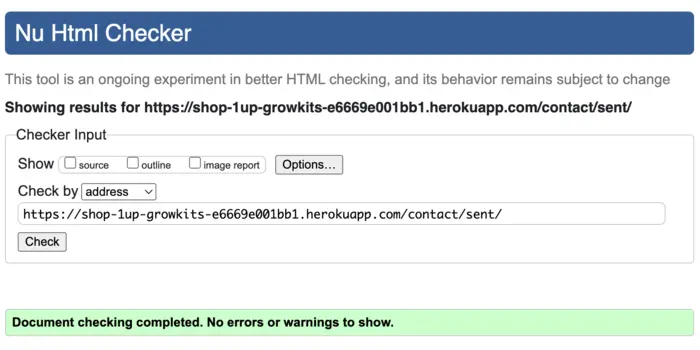 Nu Html Checker
This tool is an ongoing experiment in better HTML checking, and its behavior remains subject to change
Showing results for https://shop-1up-growkits-e6669e001bb1.herokuapp.com/contact/sent/
Checker Input
Show source outline image report Options...
Check by address
https://shop-1up-growkits-e6669e001bb1.herokuapp.com/contact/sent/
Check
Document checking completed. No errors or warnings to show.